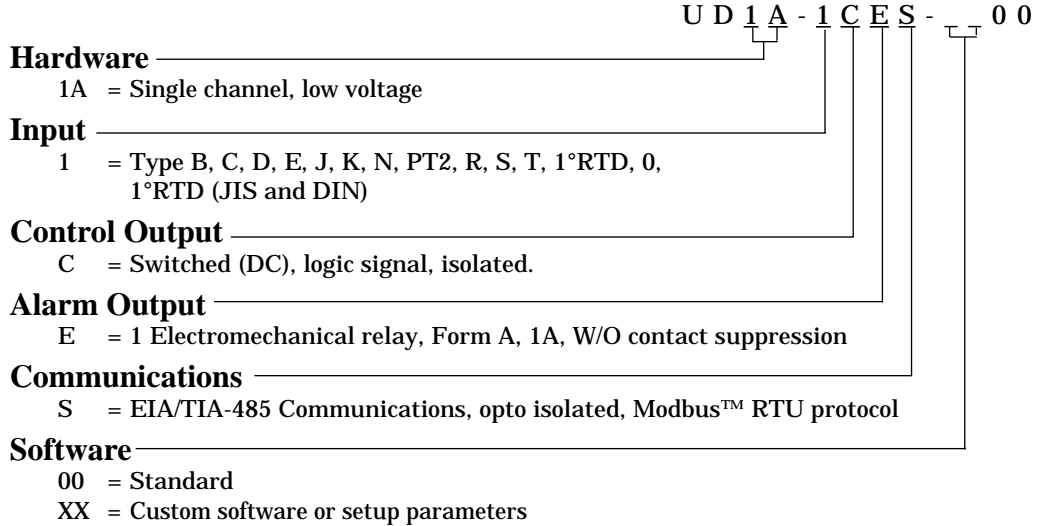 U D 1 A - 1 C E S - _ _ 0 0
Hardware
1A = Single channel, low voltage
Input
1 = Type B, C, D, E, J, K, N, PT2, R, S, T, 1°RTD, 0,
1°RTD (JIS and DIN)
Control Output
C = Switched (DC), logic signal, isolated.
Alarm Output
E = 1 Electromechanical relay, Form A, 1A, W/O contact suppression
Communications
S = EIA/TIA-485 Communications, opto isolated, Modbus™ RTU protocol
Software
00 = Standard
XX = Custom software or setup parameters